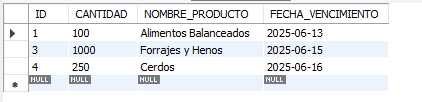 ID CANTIDAD NOMBRE_PRODUCTO FECHA_VENCIMIENTO
1 100 Alimentos Balanceados 2025-06-13
3 1000 Forrajes y Henos 2025-06-15
4 250 Cerdos 2025-06-16
NULL NULL NULL NULL